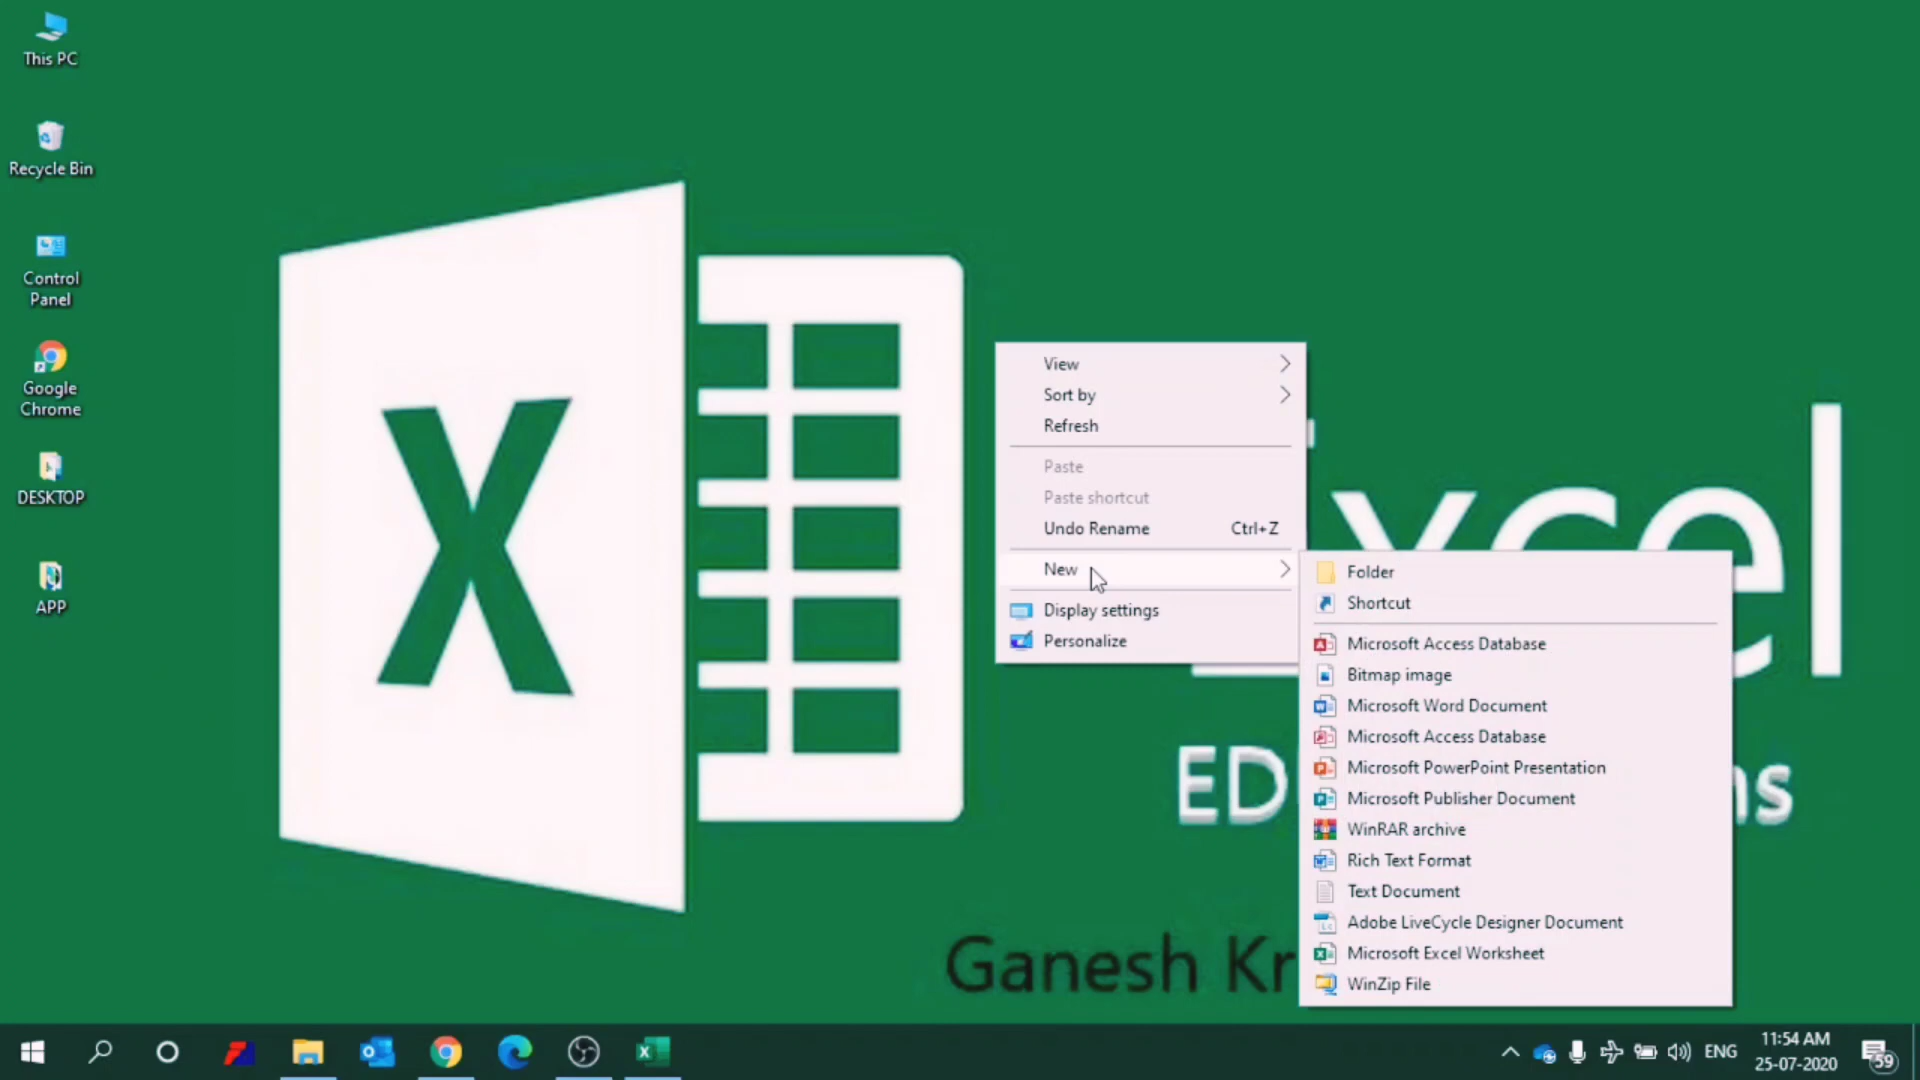 This PC
Recycle Bin
Control
Panel
Google
Chrome
DESKTOP
APP
X
View
Sort by
Refresh
Paste
Paste shortcut
Undo Rename Ctrl+Z
New
Display settings
Personalize
Folder
Shortcut
Microsoft Access Database
Bitmap image
Microsoft Word Document
Microsoft Access Database
Microsoft PowerPoint Presentation
Microsoft Publisher Document
WinRAR archive
Rich Text Format
Text Document
Adobe LiveCycle Designer Document
Microsoft Excel Worksheet
WinZip File
Excel
ED
ns
Ganesh Kr
ENG
11:54 AM
25-07-2020
59